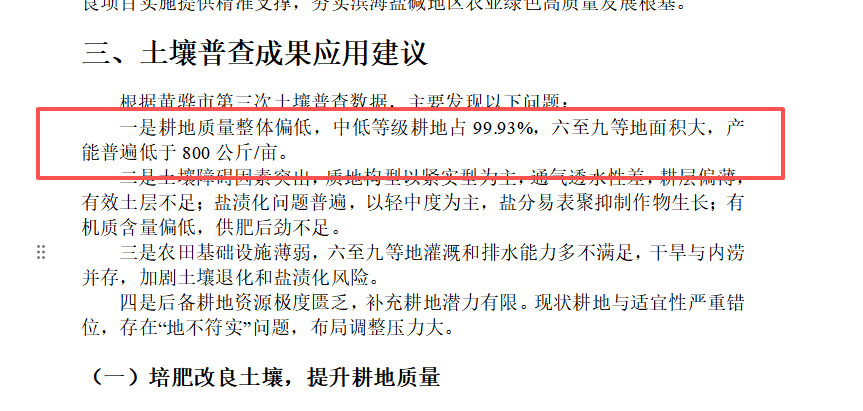 良项目实施提供精准支撑，夯实滨海盐碱地区农业绿色高质量发展根基。
三、土壤普查成果应用建议
根据黄骅市第三次土壤普查数据，主要发现以下问题：
一是耕地质量整体偏低，中低等级耕地占 99.93%，六至九等地面积大，产
能普遍低于 800 公斤/亩。
二是土壤障碍因素突出，质地构型以紧实型为主，通气透水性差，耕层偏薄，
有效土层不足；盐渍化问题普遍，以轻中度为主，盐分易表聚抑制作物生长；有
机质含量偏低，供肥后劲不足。
三是农田基础设施薄弱，六至九等地灌溉和排水能力多不满足，干旱与内涝
并存，加剧土壤退化和盐渍化风险。
四是后备耕地资源极度匮乏，补充耕地潜力有限。现状耕地与适宜性严重错
位，存在“地不符实”问题，布局调整压力大。
（一）培肥改良土壤，提升耕地质量